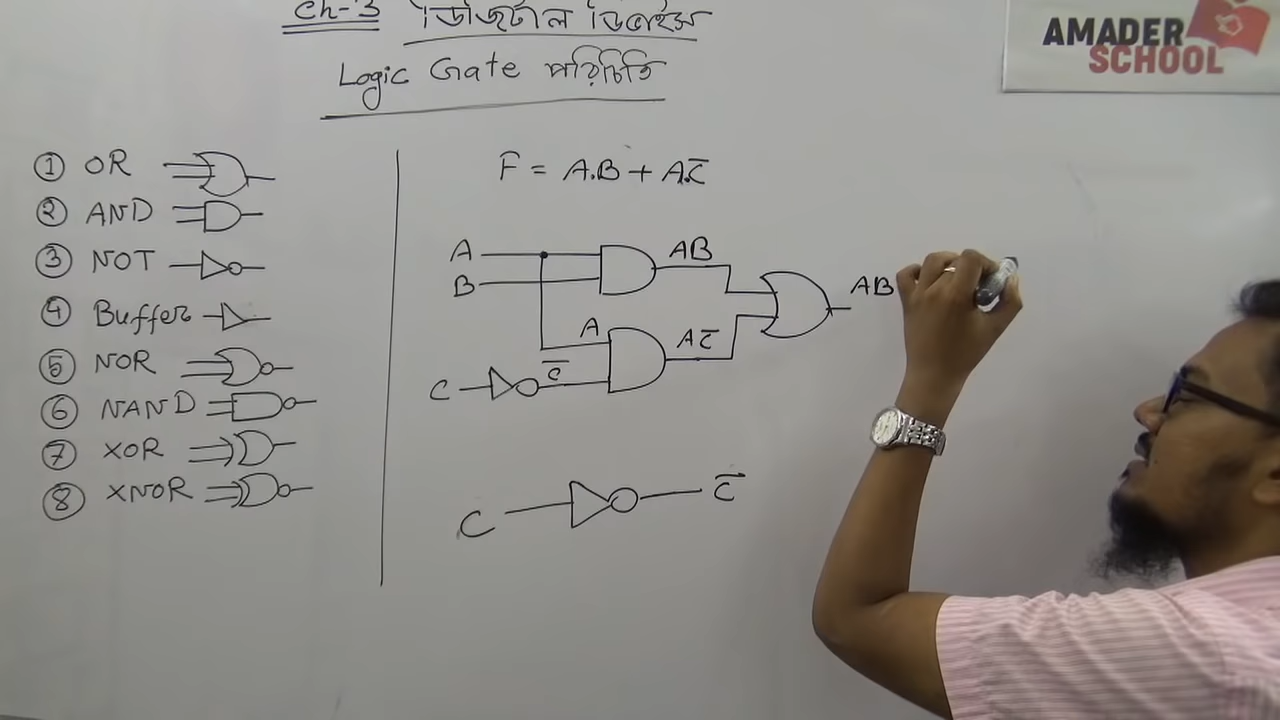 Ch-3 ডিজিটাল ডিভাইস
Logic Gate পরিচিতি
AMADER
SCHOOL
① OR
② AND
③ NOT
④ Buffer
⑤ NOR
⑥ NAND
⑦ XOR
⑧ XNOR
F = A.B + A.C̅
A
B
AB
A
C
C̅
AC̅
AB
C
C̅